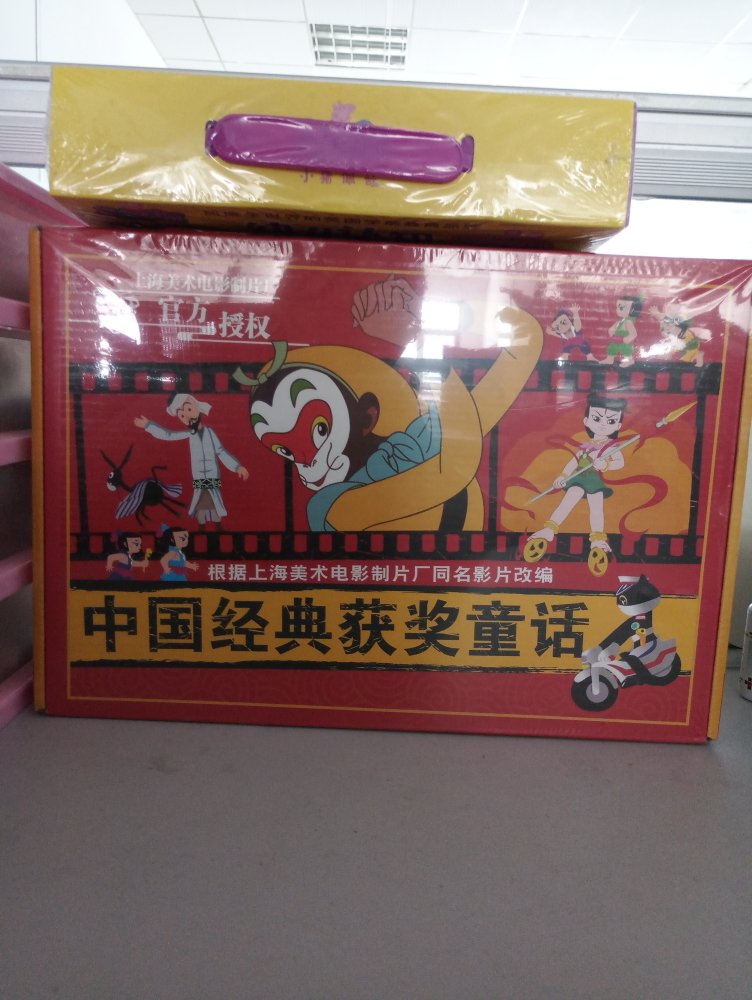 上海美术电影制片厂
官方
授权
根据上海美术电影制片厂同名影片改编
中国经典获奖童话